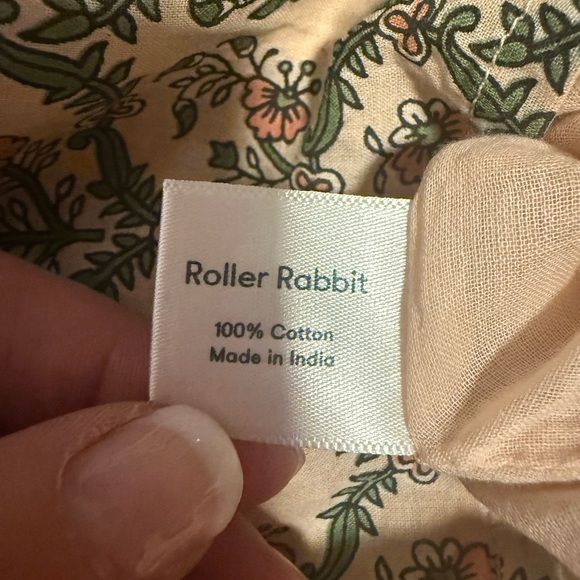 Roller Rabbit
100% Cotton
Made in India